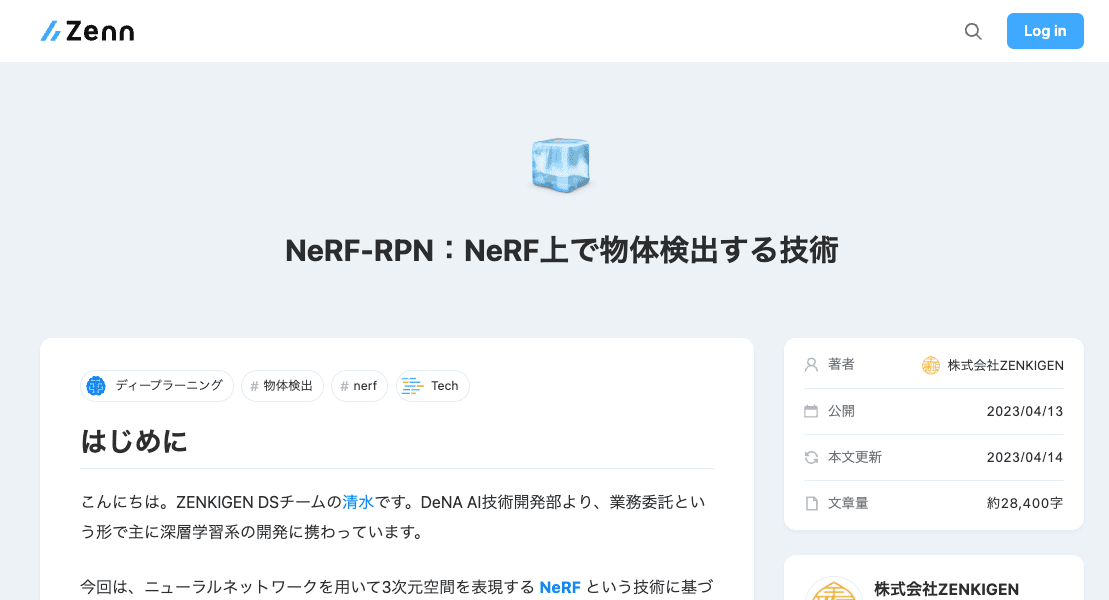 Zenn
Log in
NeRF-RPN：NeRF上で物体検出する技術
ディープラーニング
# 物体検出
# nerf
Tech
はじめに
こんにちは。ZENKIGEN DSチームの清水です。DeNA AI技術開発部より、業務委託とい
う形で主に深層学習系の開発に携わっています。
今回は、ニューラルネットワークを用いて3次元空間を表現する NeRF という技術に基づ
著者 株式会社ZENKIGEN
公開 2023/04/13
本文更新 2023/04/14
文章量 約28,400字
株式会社ZENKIGEN